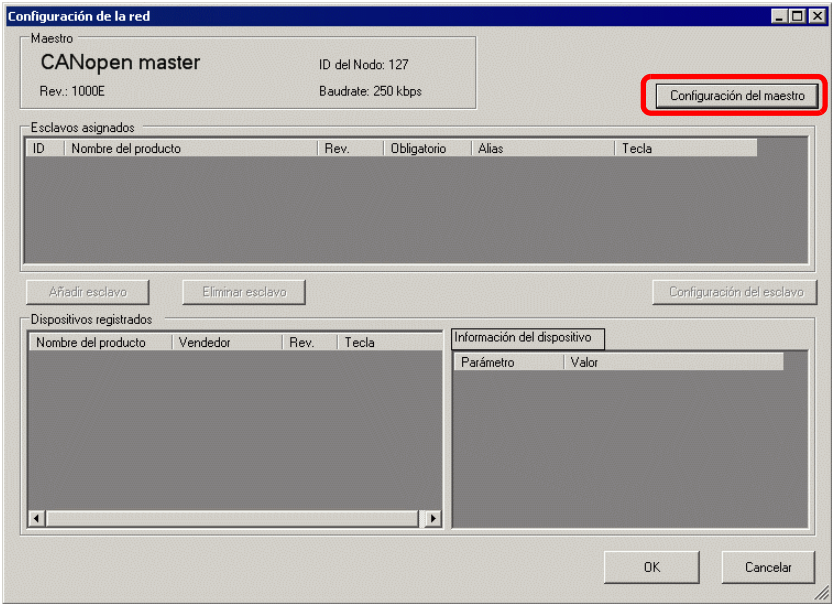 Configuración de la red
Maestro
CANopen master
ID del Nodo: 127
Rev.: 1000E
Baudrate: 250 kbps
Configuración del maestro
Esclavos asignados
ID Nombre del producto Rev. Obligatorio Alias Tecla
Añadir esclavo Eliminar esclavo Configuración del esclavo
Dispositivos registrados
Nombre del producto Vendedor Rev. Tecla
Información del dispositivo
Parámetro Valor
OK Cancelar